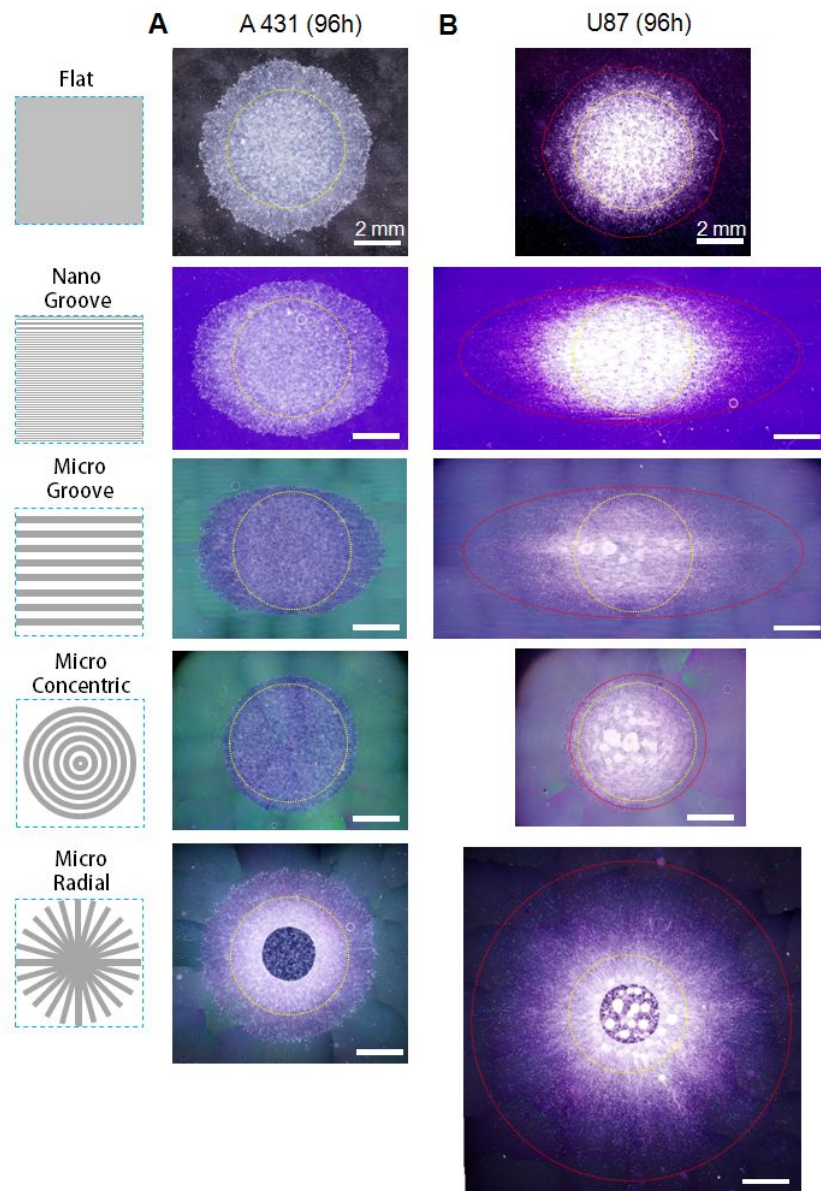 A
A 431 (96h)
B
U87 (96h)
Flat
2 mm
2 mm
Nano
Groove
Micro
Groove
Micro
Concentric
Micro
Radial